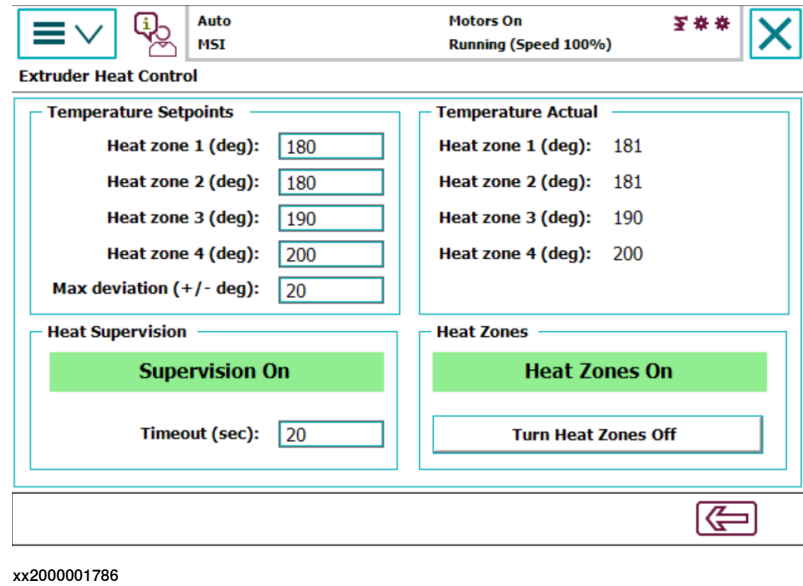 Auto
MSI
Motors On
Running (Speed 100%)
Extruder Heat Control
Temperature Setpoints
Heat zone 1 (deg): 180
Heat zone 2 (deg): 180
Heat zone 3 (deg): 190
Heat zone 4 (deg): 200
Max deviation (+/- deg): 20
Temperature Actual
Heat zone 1 (deg): 181
Heat zone 2 (deg): 181
Heat zone 3 (deg): 190
Heat zone 4 (deg): 200
Heat Supervision
Supervision On
Timeout (sec): 20
Heat Zones
Heat Zones On
Turn Heat Zones Off
xx2000001786